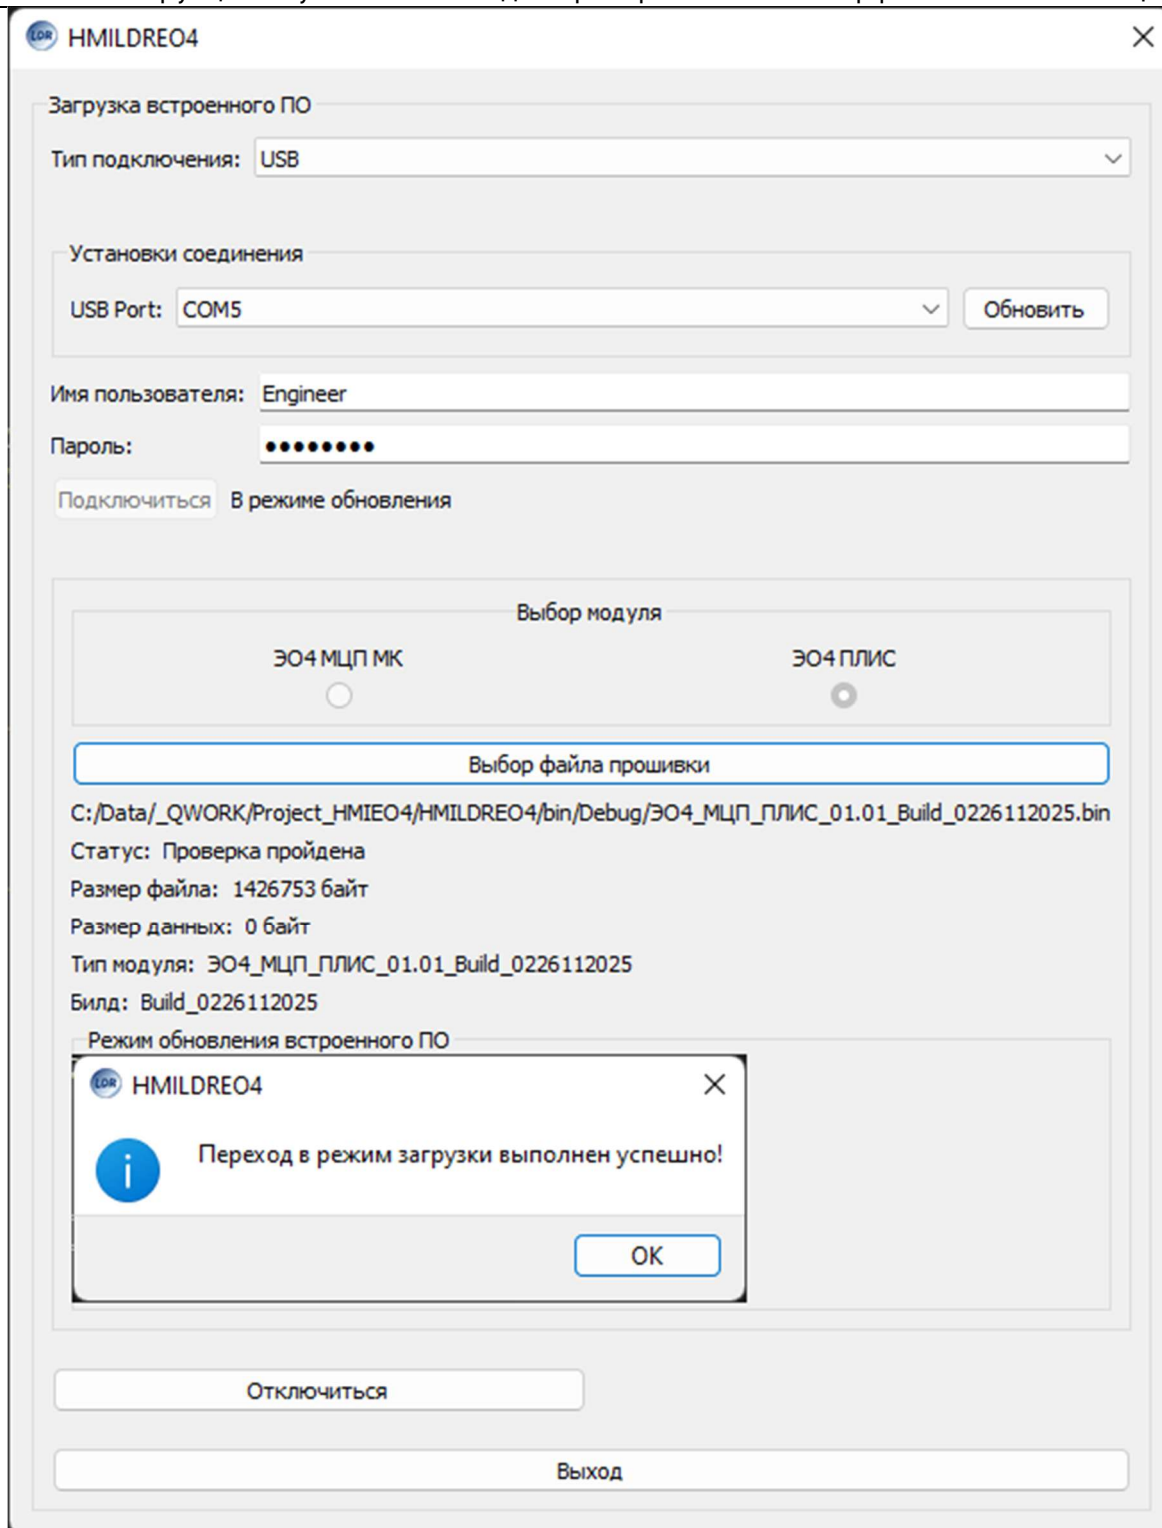 LDR HMILDREO4
Загрузка встроенного ПО
Тип подключения: USB
Установки соединения
USB Port: COM5 Обновить
Имя пользователя: Engineer
Пароль: ••••••••
Подключиться В режиме обновления
Выбор модуля
ЭО4 МЦП МК ЭО4 ПЛИС
Выбор файла прошивки
C:/Data/_QWORK/Project_HMIEO4/HMILDREO4/bin/Debug/ЭО4_МЦП_ПЛИС_01.01_Build_0226112025.bin
Статус: Проверка пройдена
Размер файла: 1426753 байт
Размер данных: 0 байт
Тип модуля: ЭО4_МЦП_ПЛИС_01.01_Build_0226112025
Билд: Build_0226112025
Режим обновления встроенного ПО
LDR HMILDREO4
Переход в режим загрузки выполнен успешно!
OK
Отключиться
Выход